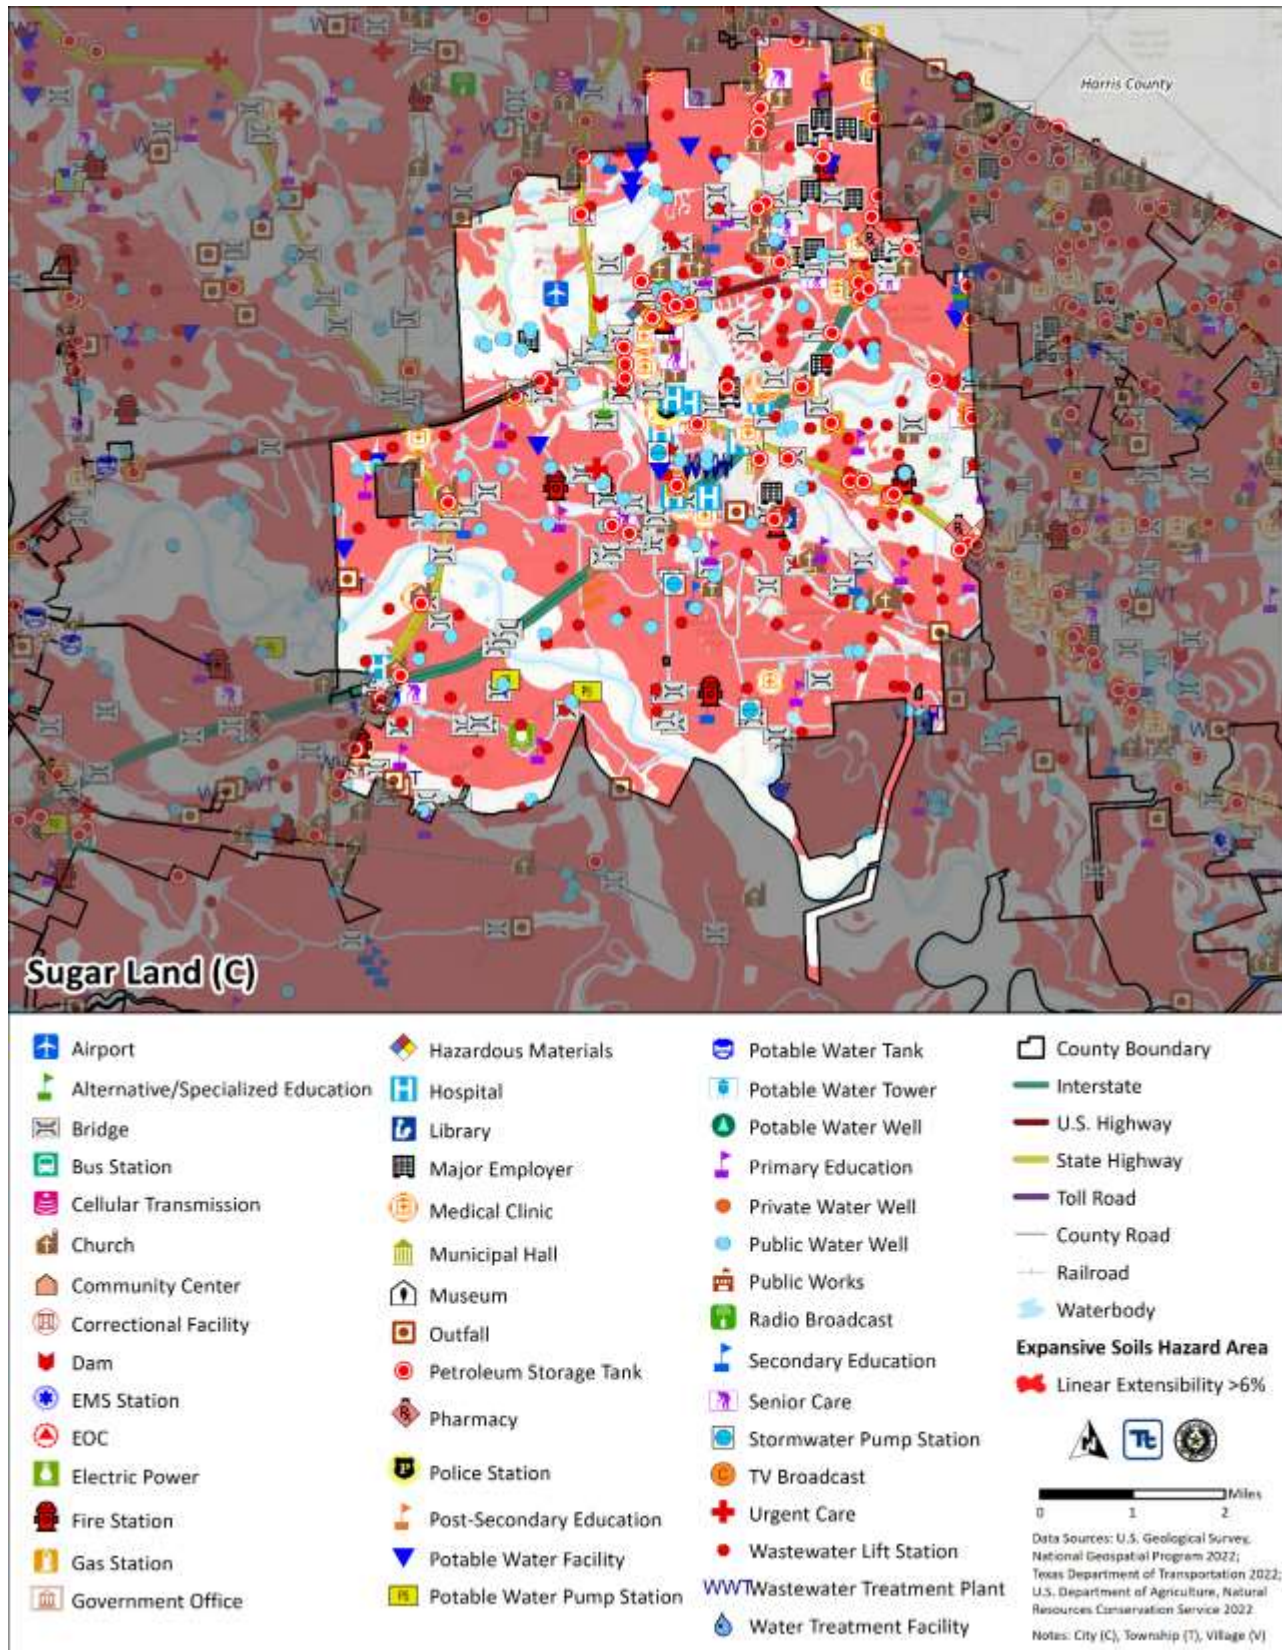 Harris County
Sugar Land (C)
Airport
Alternative/Specialized Education
Bridge
Bus Station
Cellular Transmission
Church
Community Center
Correctional Facility
Dam
EMS Station
EOC
Electric Power
Fire Station
Gas Station
Government Office
Hazardous Materials
Hospital
Library
Major Employer
Medical Clinic
Municipal Hall
Museum
Outfall
Petroleum Storage Tank
Pharmacy
Police Station
Post-Secondary Education
Potable Water Facility
Potable Water Pump Station
Potable Water Tank
Potable Water Tower
Potable Water Well
Primary Education
Private Water Well
Public Water Well
Public Works
Radio Broadcast
Secondary Education
Senior Care
Stormwater Pump Station
TV Broadcast
Urgent Care
Wastewater Lift Station
WWT Wastewater Treatment Plant
Water Treatment Facility
County Boundary
Interstate
U.S. Highway
State Highway
Toll Road
County Road
Railroad
Waterbody
Expansive Soils Hazard Area
Linear Extensibility >6%
Miles
0 1 2
Data Sources: U.S. Geological Survey,
National Geospatial Program 2022;
Texas Department of Transportation 2022;
U.S. Department of Agriculture, Natural
Resources Conservation Service 2022
Notes: City (C), Township (T), Village (V)